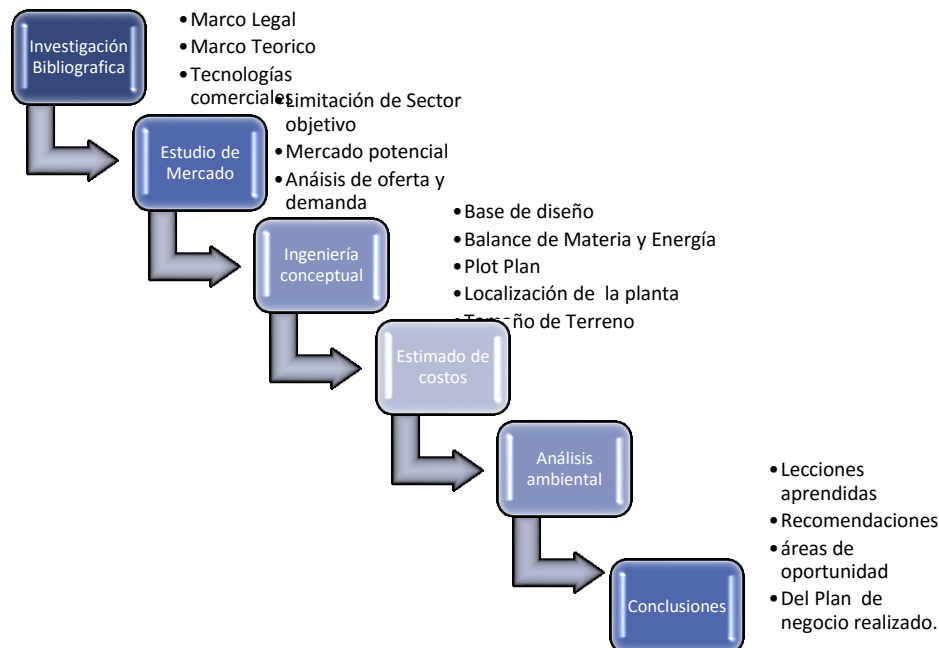 Investigación
Bibliografica
•Marco Legal
•Marco Teorico
•Tecnologías
comerciales
Estudio de
Mercado
•Limitación de Sector
objetivo
•Mercado potencial
•Anáisis de oferta y
demanda
Ingeniería
conceptual
•Base de diseño
•Balance de Materia y Energía
•Plot Plan
•Localización de la planta
•Tamaño de Terreno
Estimado de
costos
Análisis
ambiental
Conclusiones
•Lecciones
aprendidas
•Recomendaciones
•áreas de
oportunidad
•Del Plan de
negocio realizado.